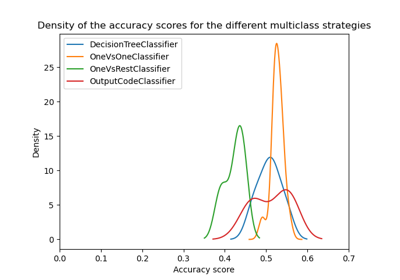 Density of the accuracy scores for the different multiclass strategies
DecisionTreeClassifier
OneVsOneClassifier
OneVsRestClassifier
OutputCodeClassifier
Density
25
20
15
10
5
0
0.0 0.1 0.2 0.3 0.4 0.5 0.6 0.7
Accuracy score